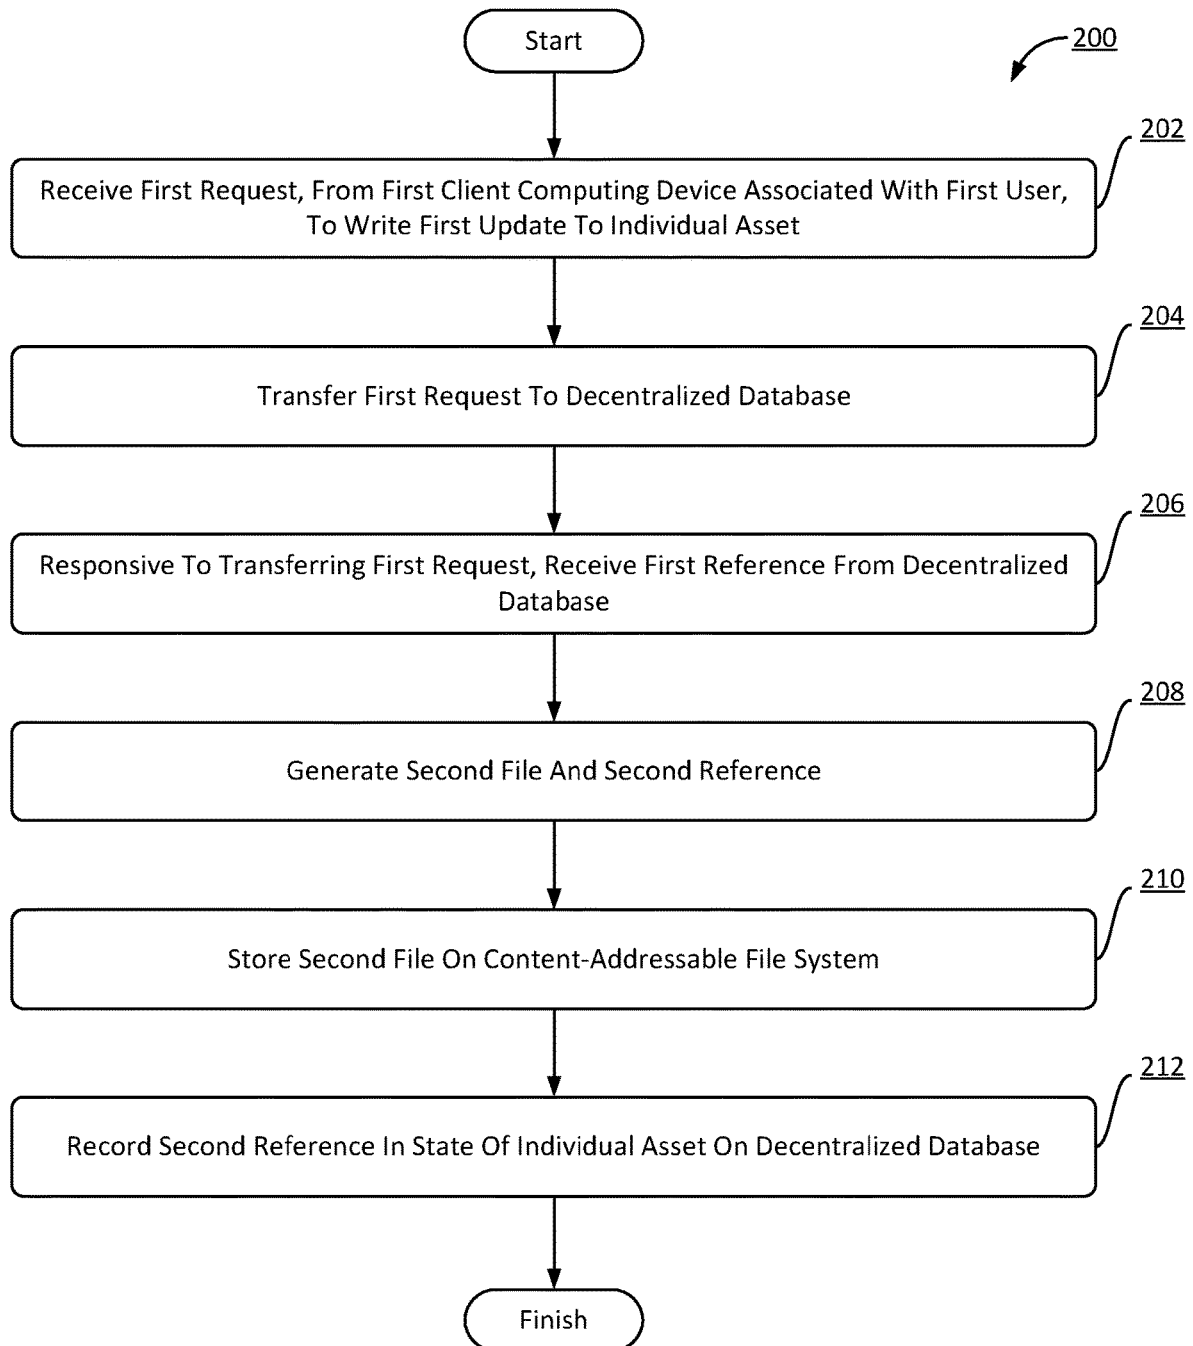 Start
200
202
Receive First Request, From First Client Computing Device Associated With First User,
To Write First Update To Individual Asset
204
Transfer First Request To Decentralized Database
206
Responsive To Transferring First Request, Receive First Reference From Decentralized
Database
208
Generate Second File And Second Reference
210
Store Second File On Content-Addressable File System
212
Record Second Reference In State Of Individual Asset On Decentralized Database
Finish